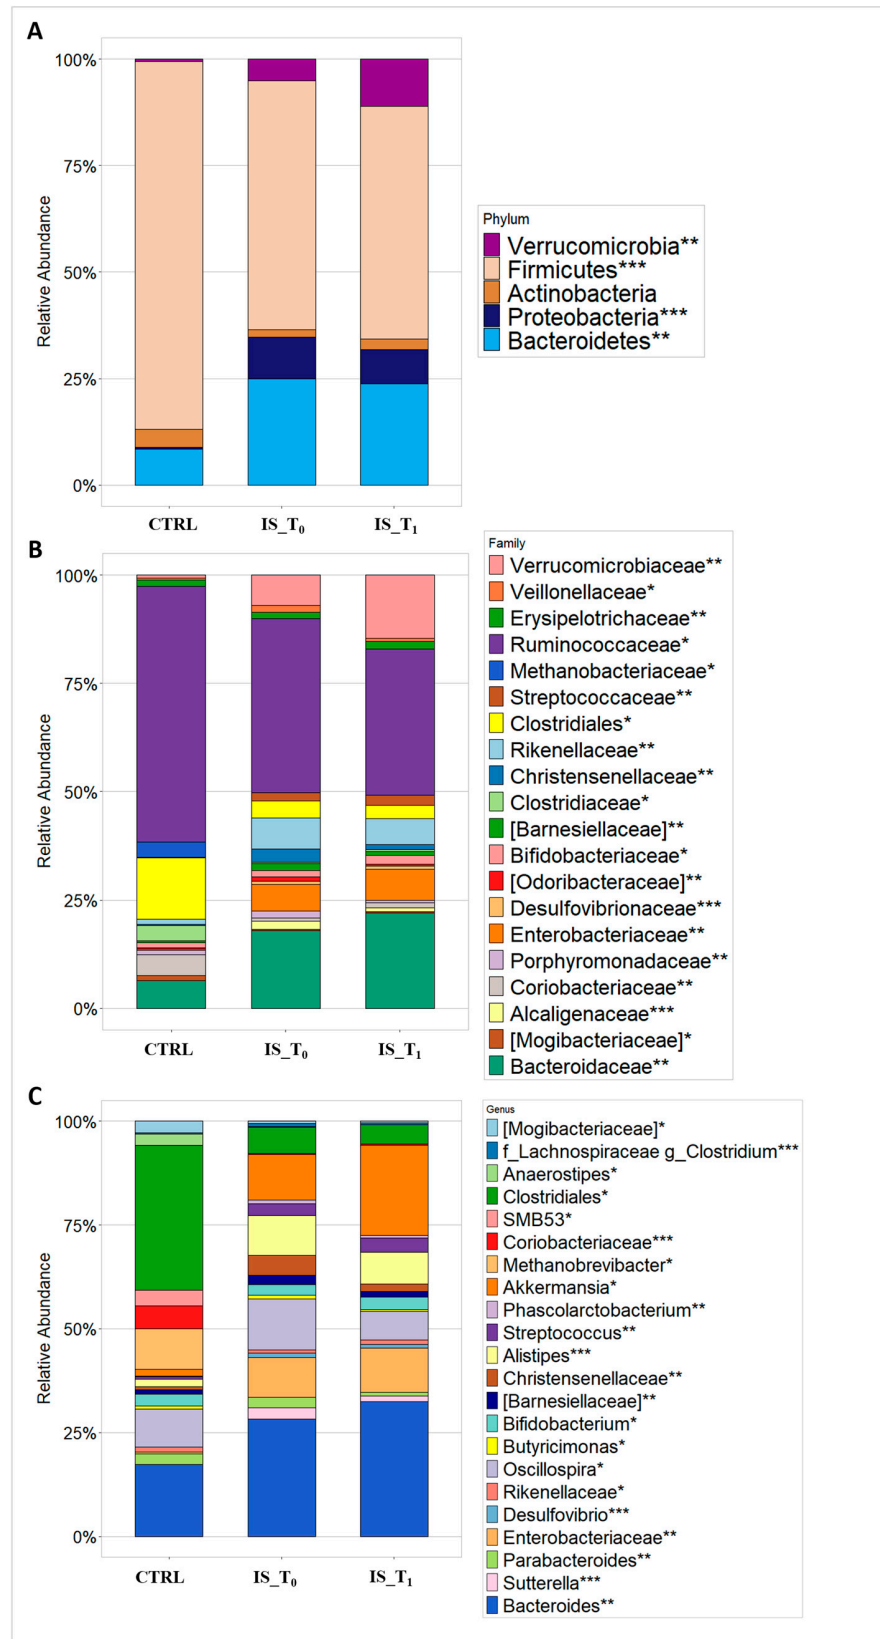 A
100%
75%
50%
25%
0%
Relative Abundance
CTRL IS_T₀ IS_T₁
Phylum
Verrucomicrobia**
Firmicutes***
Actinobacteria
Proteobacteria***
Bacteroidetes**
B
100%
75%
50%
25%
0%
Relative Abundance
CTRL IS_T₀ IS_T₁
Family
Verrucomicrobiaceae**
Veillonellaceae*
Erysipelotrichaceae**
Ruminococcaceae*
Methanobacteriaceae*
Streptococcaceae**
Clostridiales*
Rikenellaceae**
Christensenellaceae**
Clostridiaceae*
[Barnesiellaceae]**
Bifidobacteriaceae*
[Odoribacteraceae]**
Desulfovibrionaceae***
Enterobacteriaceae**
Porphyromonadaceae**
Coriobacteriaceae**
Alcaligenaceae***
[Mogibacteriaceae]*
Bacteroidaceae**
C
100%
75%
50%
25%
0%
Relative Abundance
CTRL IS_T₀ IS_T₁
Genus
[Mogibacteriaceae]*
f_Lachnospiraceae g_Clostridium***
Anaerostipes*
Clostridiales*
SMB53*
Coriobacteriaceae***
Methanobrevibacter*
Akkermansia*
Phascolarctobacterium**
Streptococcus**
Alistipes***
Christensenellaceae**
[Barnesiellaceae]**
Bifidobacterium*
Butyricimonas*
Oscillospira*
Rikenellaceae*
Desulfovibrio***
Enterobacteriaceae**
Parabacteroides**
Sutterella***
Bacteroides**